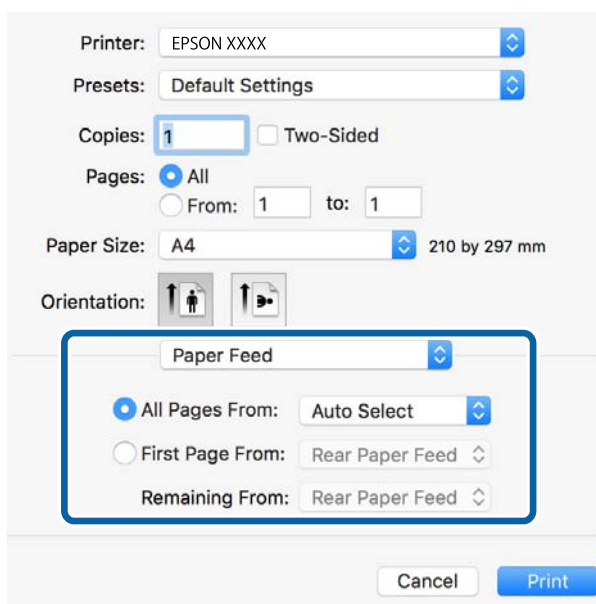 Printer: EPSON XXXX
Presets: Default Settings
Copies: 1 Two-Sided
Pages: All
From: 1 to: 1
Paper Size: A4 210 by 297 mm
Orientation:
Paper Feed
All Pages From: Auto Select
First Page From: Rear Paper Feed
Remaining From: Rear Paper Feed
Cancel Print